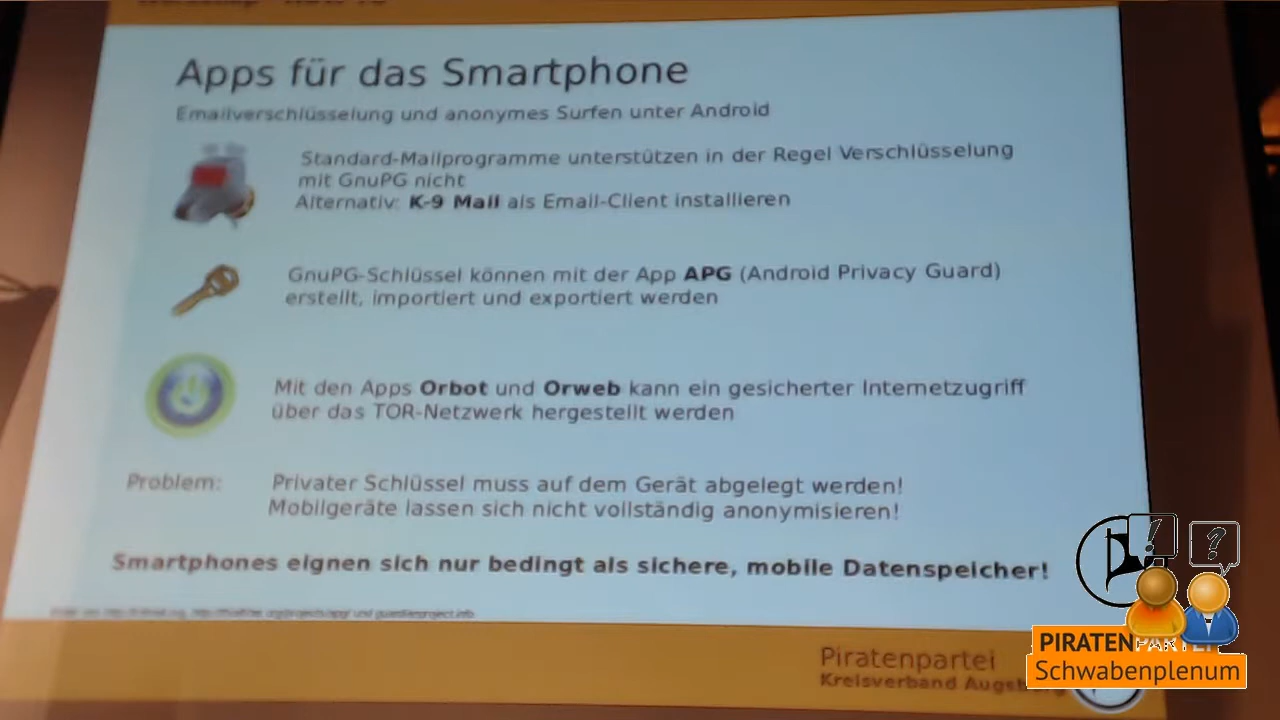 Apps für das Smartphone
Emailverschlüsselung und anonymes Surfen unter Android
Standard-Mailprogramme unterstützen in der Regel Verschlüsselung
mit GnuPG nicht
Alternativ: K-9 Mail als Email-Client installieren
GnuPG-Schlüssel können mit der App APG (Android Privacy Guard)
erstellt, importiert und exportiert werden
Mit den Apps Orbot und Orweb kann ein gesicherter Internetzugriff
über das TOR-Netzwerk hergestellt werden
Problem: Privater Schlüssel muss auf dem Gerät abgelegt werden!
Mobilgeräte lassen sich nicht vollständig anonymisieren!
Smartphones eignen sich nur bedingt als sichere, mobile Datenspeicher!
! ?
Piratenpartei
Kreisverband
PIRATENPARTEI
Schwabenplenum